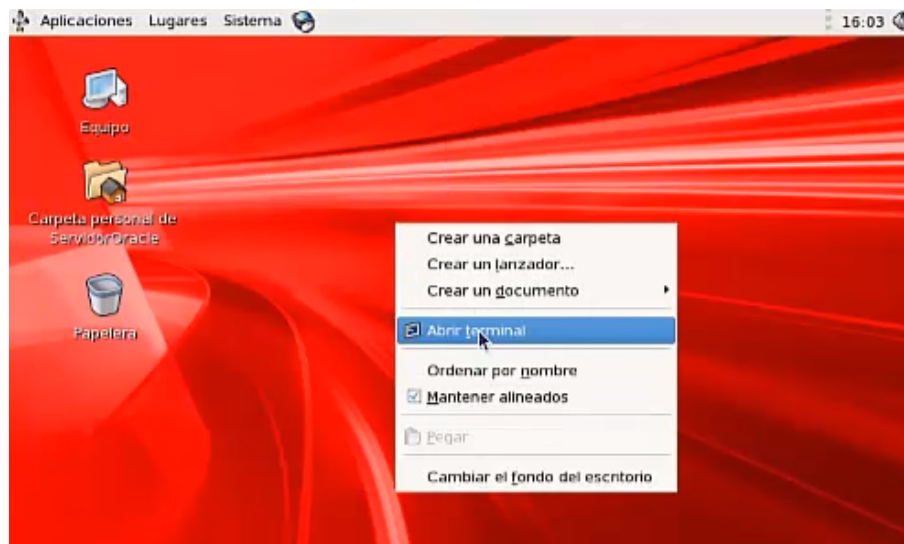 Aplicaciones Lugares Sistema 16:03
Equipo
Carpeta personal de
ServidorOracle
Papelera
Crear una carpeta
Crear un lanzador...
Crear un documento
Abrir terminal
Ordenar por nombre
Mantener alineados
Pegar
Cambiar el fondo del escritorio